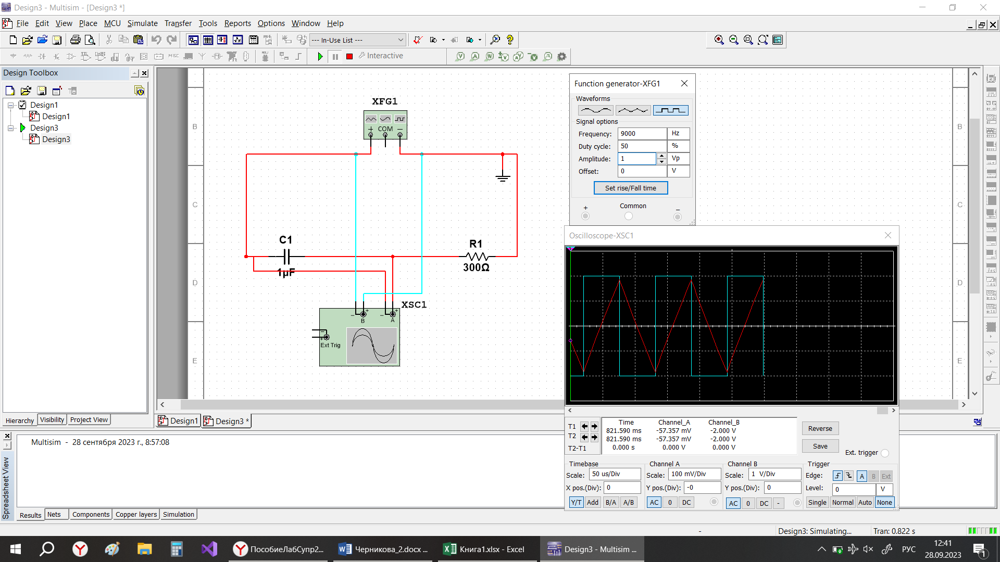 Design3 - Multisim - [Design3 *]
File Edit View Place MCU Simulate Transfer Tools Reports Options Window Help
--- In-Use List ---
MISC
Interactive
Design Toolbox
Design1
Design1
Design3
Design3
Hierarchy Visibility Project View
B
C
D
E
XFG1
+ COM −
C1
1µF
R1
300Ω
XSC1
B
A
Ext Trig
Function generator-XFG1
Waveforms
Signal options
Frequency: 9000 Hz
Duty cycle: 50 %
Amplitude: 1 Vp
Offset: 0 V
Set rise/Fall time
+ Common −
B
C
D
E
Oscilloscope-XSC1
Time Channel_A Channel_B
T1 821.590 ms -57.357 mV -2.000 V
T2 821.590 ms -57.357 mV -2.000 V
T2-T1 0.000 s 0.000 V 0.000 V
Reverse
Save
Ext. trigger
Timebase Channel A Channel B Trigger
Scale: 50 us/Div Scale: 100 mV/Div Scale: 1 V/Div Edge: A B Ext
X pos.(Div): 0 Y pos.(Div): -0 Y pos.(Div): 0 Level: 0 V
Y/T Add B/A A/B AC 0 DC AC 0 DC - Single Normal Auto None
Design1 Design3 *
Multisim - 28 сентября 2023 г., 8:57:08
Spreadsheet View
Results Nets Components Copper layers Simulation
- Design3: Simulating... Tran: 0.822 s
ПособиеЛабСупр2... Черникова_2.docx ... Книга1.xlsx - Excel Design3 - Multisim ... РУС 12:41
28.09.2023
1